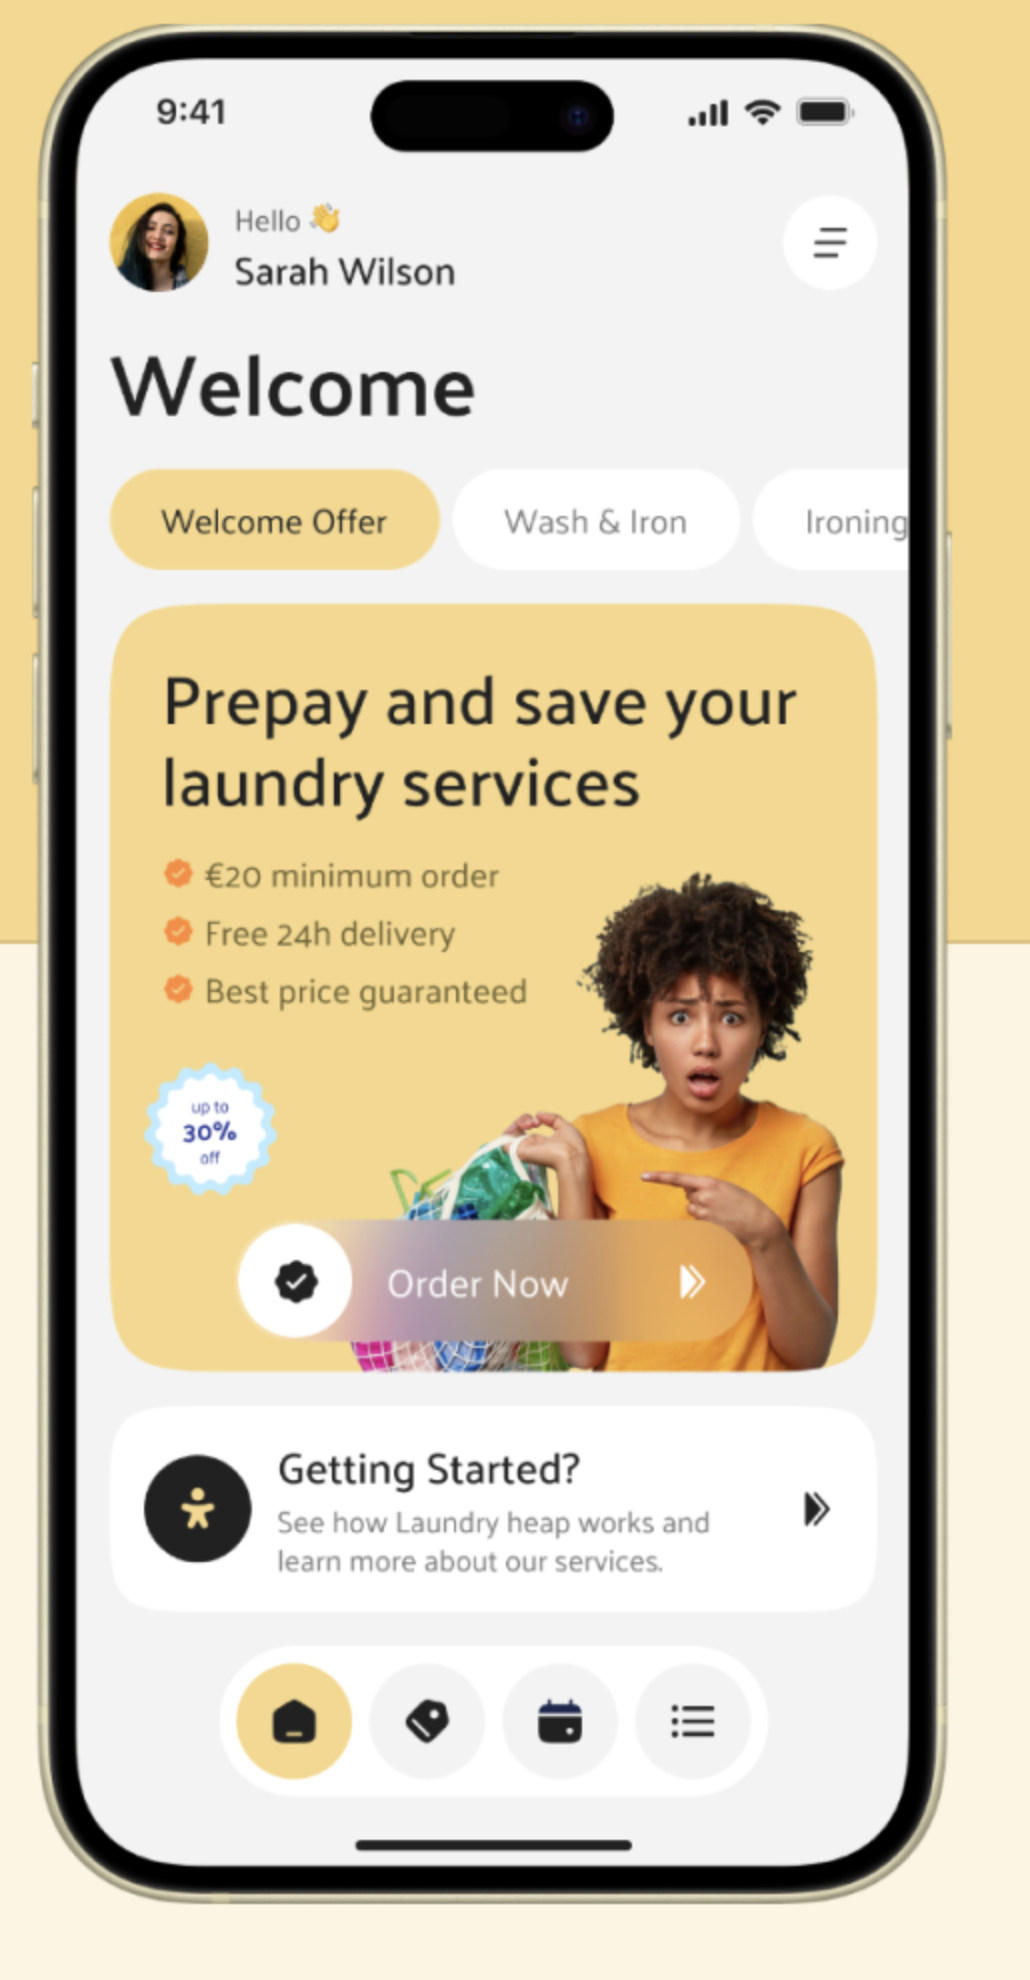 9:41
Hello 👋
Sarah Wilson
Welcome
Welcome Offer
Wash & Iron
Ironing
Prepay and save your
laundry services
€20 minimum order
Free 24h delivery
Best price guaranteed
up to
30%
off
Order Now
Getting Started?
See how Laundry heap works and
learn more about our services.